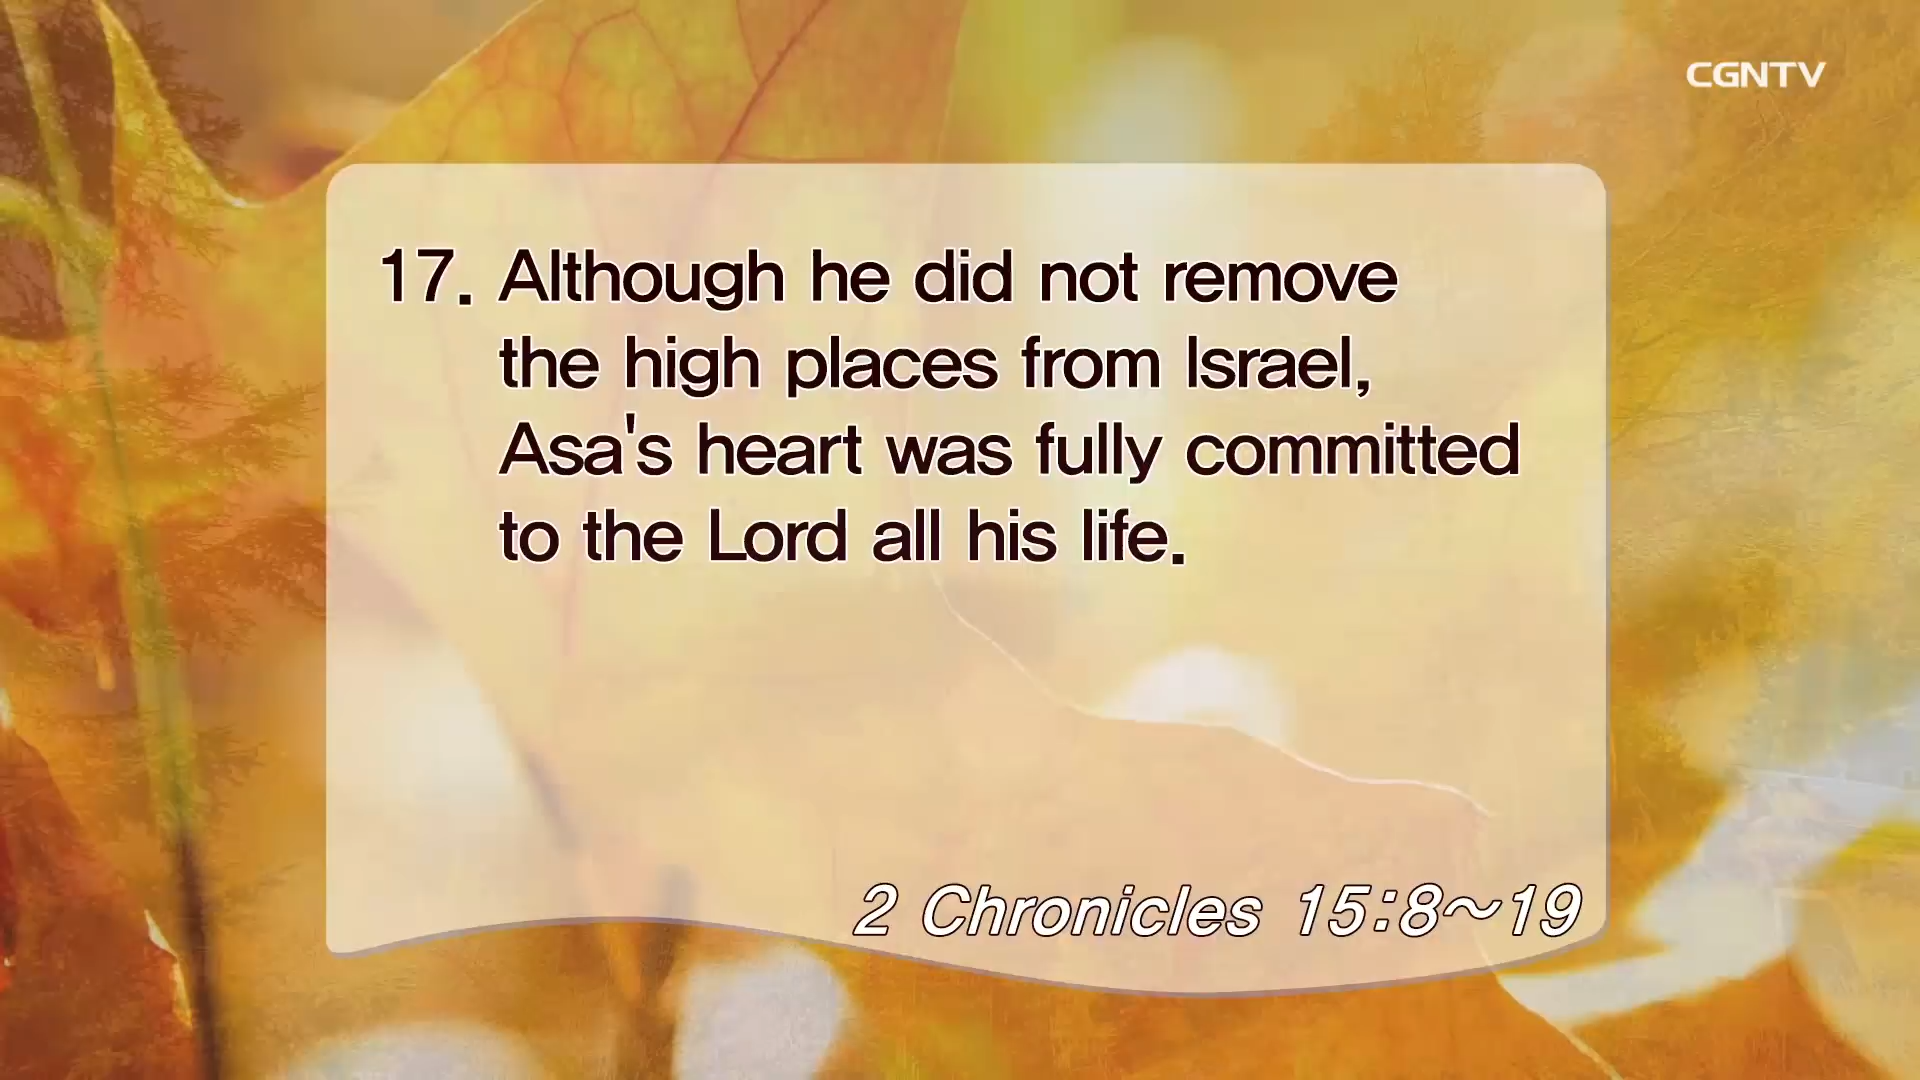 CGNTV
17. Although he did not remove
the high places from Israel,
Asa's heart was fully committed
to the Lord all his life.
2 Chronicles 15:8~19